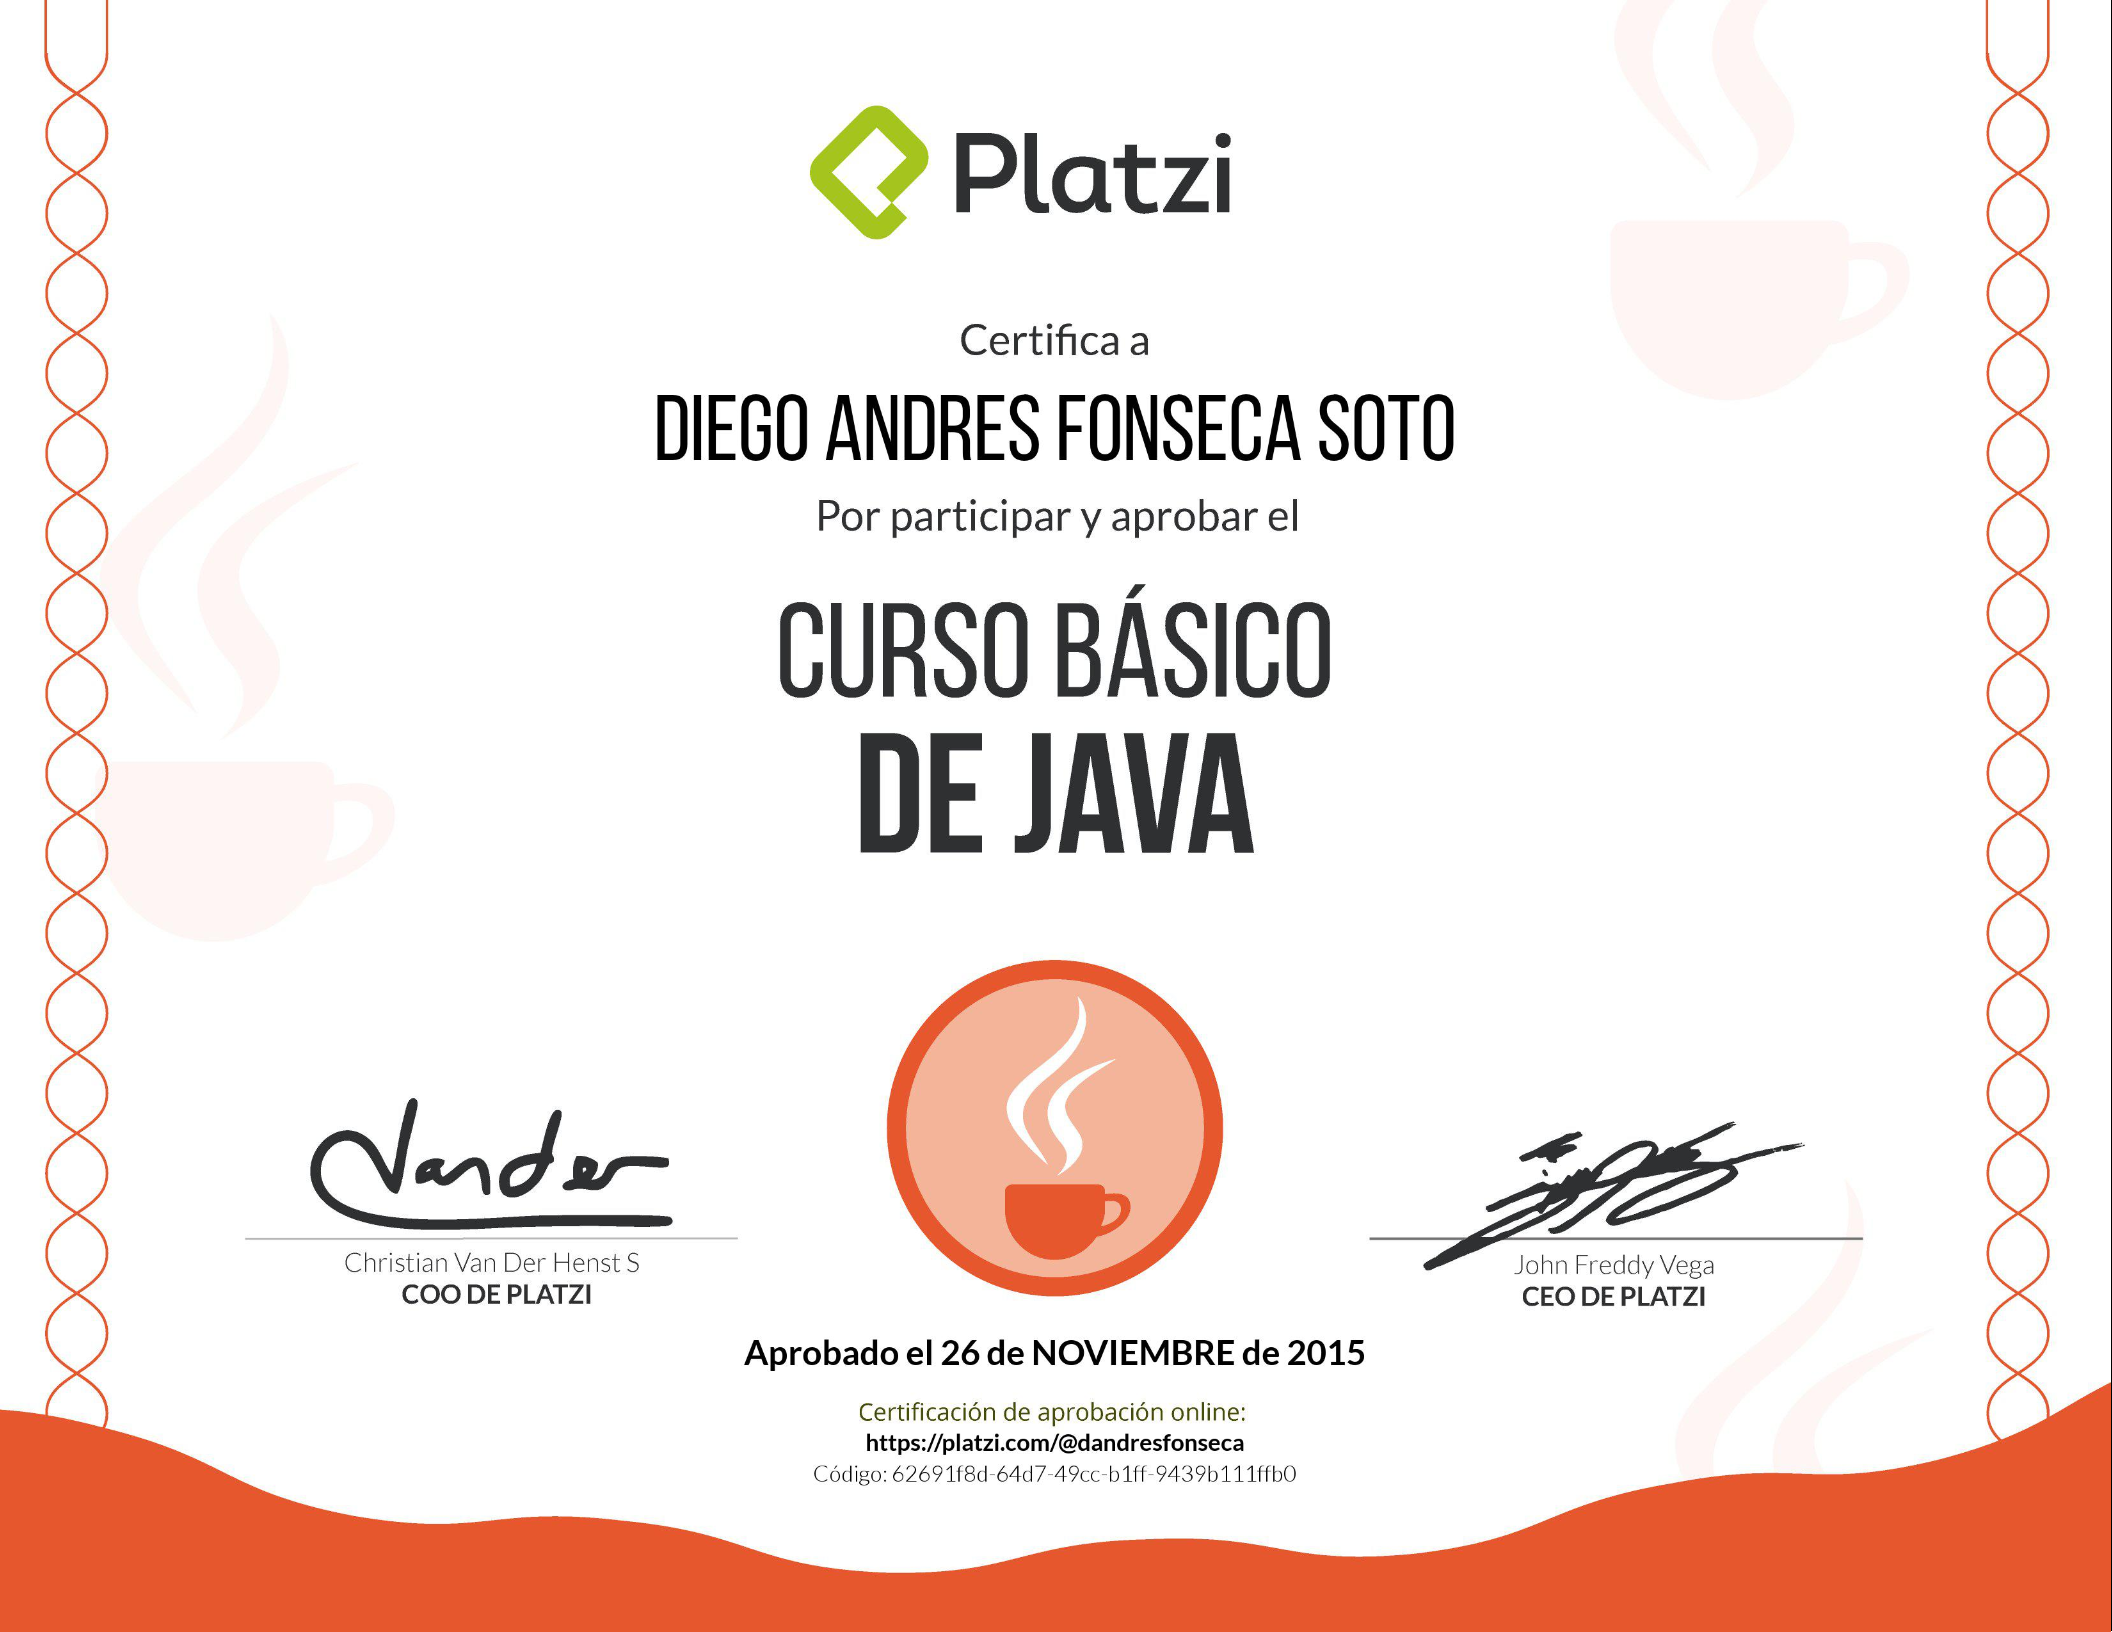 Platzi
Certifica a
DIEGO ANDRES FONSECA SOTO
Por participar y aprobar el
CURSO BÁSICO
DE JAVA
Vander
Christian Van Der Henst S
COO DE PLATZI
John Freddy Vega
CEO DE PLATZI
Aprobado el 26 de NOVIEMBRE de 2015
Certificación de aprobación online:
https://platzi.com/@dandresfonseca
Código: 62691f8d-64d7-49cc-b1ff-9439b111ffb0